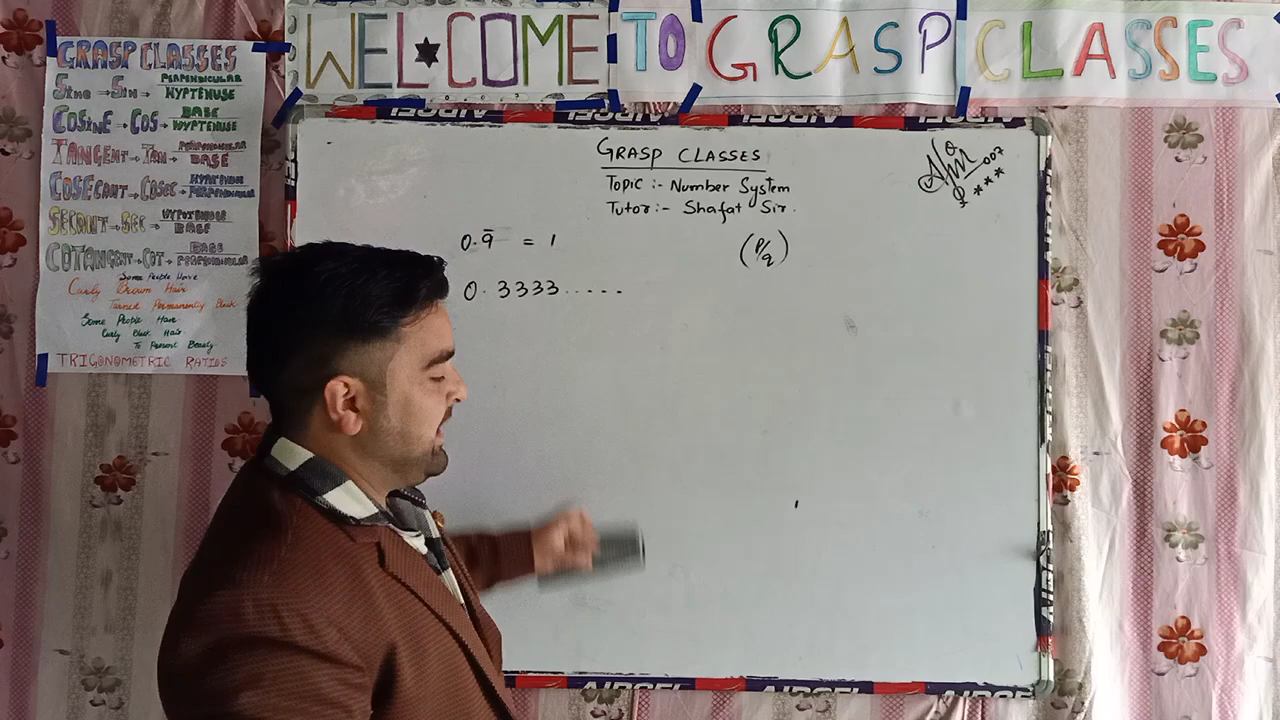 WELCOME TO GRASP CLASSES
GRASP CLASSES
SINE → SIN → PERPENDICULAR / HYPTENUSE
COSINE → COS → BASE / HYPTENUSE
TANGENT → TAN → PERPENDICULAR / BASE
COSECANT → COSEC → HYPTENUSE / PERPENDICULAR
SECANT → SEC → HYPOTENUSE / BASE
COTANGENT → COT → BASE / PERPENDICULAR
Some People Have
Curly Brown Hair
Turned Permanently Black
Some People Hair
Curly Black Hair
To Present Beauty
TRIGONOMETRIC RATIOS
GRASP CLASSES
Topic :- Number System
Tutor :- Shafat Sir.
007
0.9̄ = 1
(P/q)
0.3333.....
AIRCEL